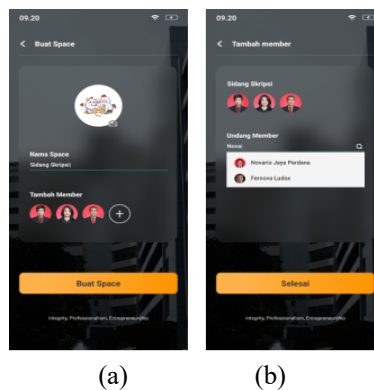 09.20
Buat Space
Nama Space
Sidang Skripsi
Tambah Member
Buat Space
Integrity, Professionalism, Entrepreneurship
(a)
09.20
Tambah member
Sidang Skripsi
Undang Member
Nova
Novario Jaya Perdana
Fernova Ludox
Selesai
Integrity, Professionalism, Entrepreneurship
(b)